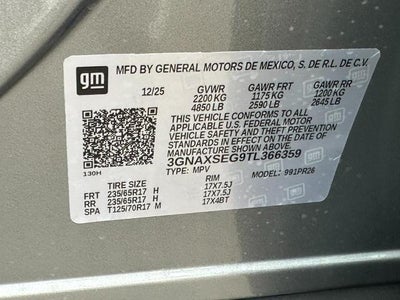 gm MFD BY GENERAL MOTORS DE MEXICO, S. DE R.L. DE C.V.
12/25 GVWR GAWR FRT GAWR RR
2200 KG 1175 KG 1200 KG
4850 LB 2590 LB 2645 LB
THIS VEHICLE CONFORMS TO ALL
APPLICABLE U.S. FEDERAL MOTOR
VEHICLE SAFETY, BUMPER, AND THEFT
PREVENTION STANDARDS IN EFFECT ON
THE DATE OF MANUFACTURE SHOWN ABOVE.
3GNAXSEG9TL366359
130H TYPE: MPV MODEL: 991PR26
TIRE SIZE RIM
FRT 235/65R17 H 17X7.5J
RR 235/65R17 H 17X7.5J
SPA T125/70R17 M 17X4BT